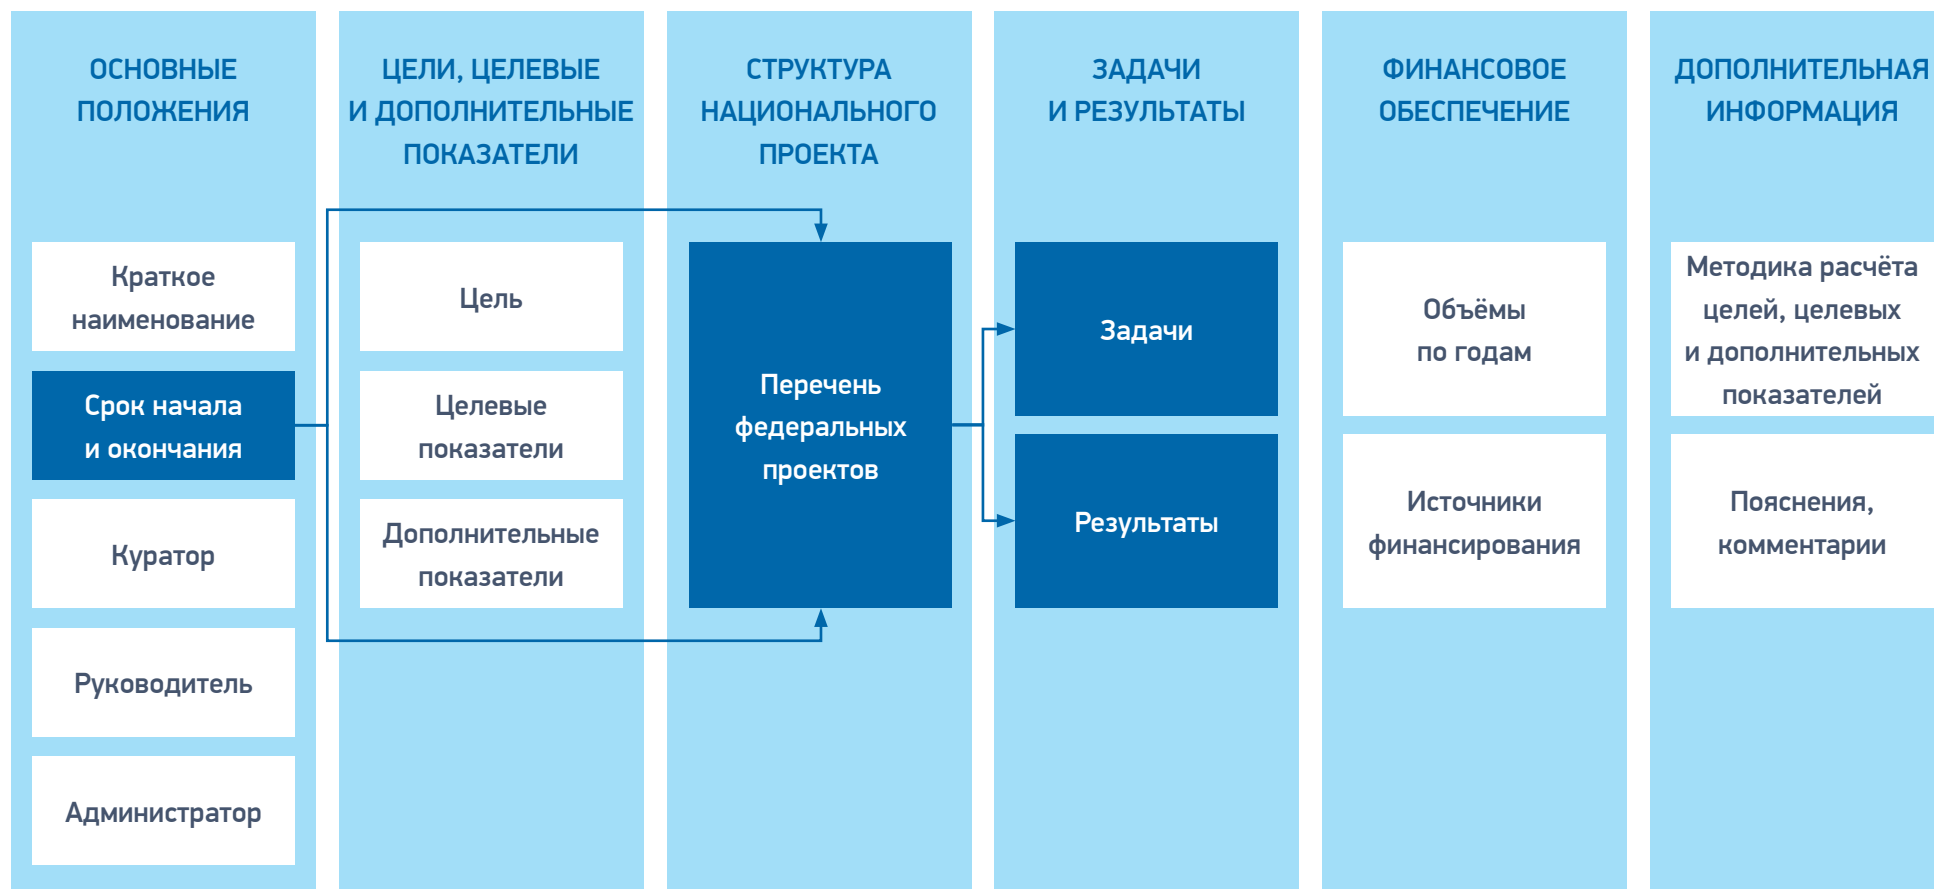 ОСНОВНЫЕ
ПОЛОЖЕНИЯ
Краткое
наименование
Срок начала
и окончания
Куратор
Руководитель
Администратор
ЦЕЛИ, ЦЕЛЕВЫЕ
И ДОПОЛНИТЕЛЬНЫЕ
ПОКАЗАТЕЛИ
Цель
Целевые
показатели
Дополнительные
показатели
СТРУКТУРА
НАЦИОНАЛЬНОГО
ПРОЕКТА
Перечень
федеральных
проектов
ЗАДАЧИ
И РЕЗУЛЬТАТЫ
Задачи
Результаты
ФИНАНСОВОЕ
ОБЕСПЕЧЕНИЕ
Объёмы
по годам
Источники
финансирования
ДОПОЛНИТЕЛЬНАЯ
ИНФОРМАЦИЯ
Методика расчёта
целей, целевых
и дополнительных
показателей
Пояснения,
комментарии